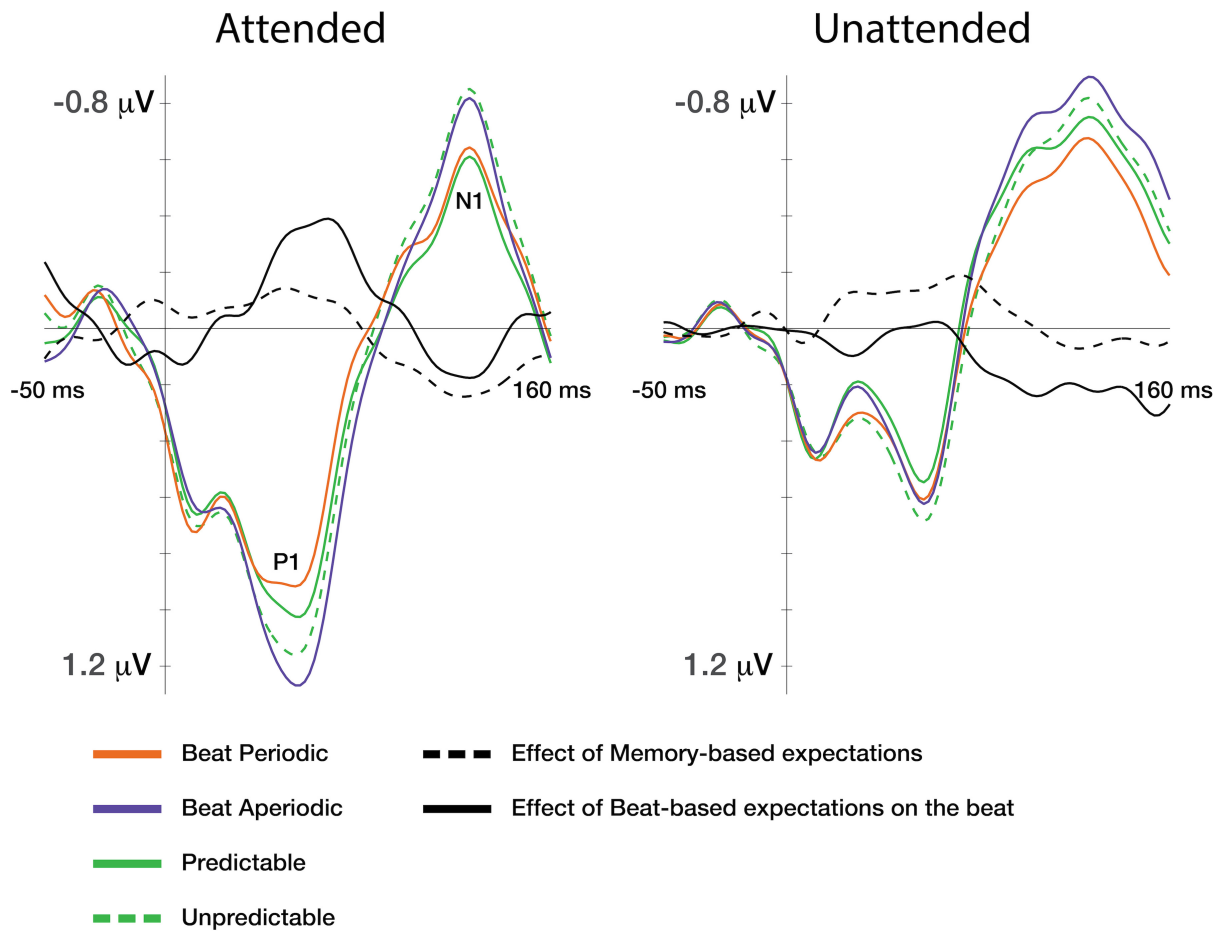 Attended
Unattended
-0.8 μV
-0.8 μV
N1
-50 ms
160 ms
-50 ms
160 ms
P1
1.2 μV
1.2 μV
Beat Periodic
Effect of Memory-based expectations
Beat Aperiodic
Effect of Beat-based expectations on the beat
Predictable
Unpredictable